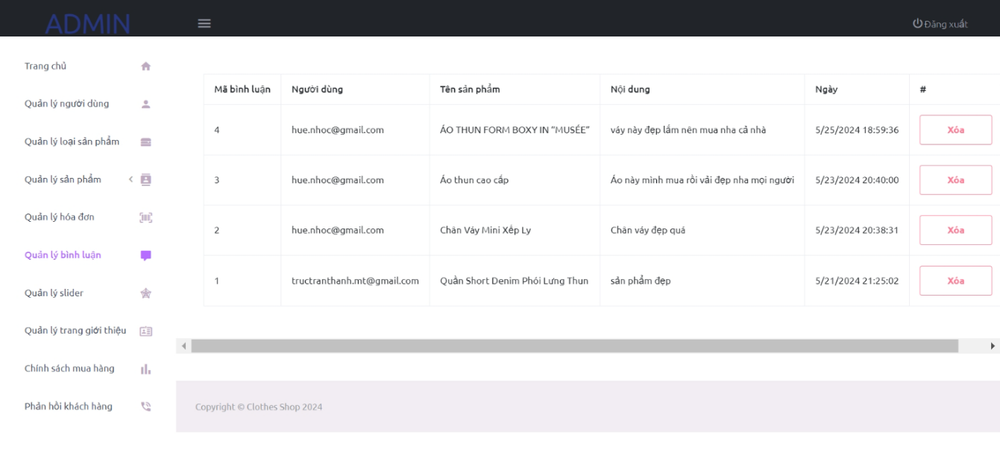 ADMIN
Đăng xuất
Trang chủ
Quản lý người dùng
Quản lý loại sản phẩm
Quản lý sản phẩm
Quản lý hóa đơn
Quản lý bình luận
Quản lý slider
Quản lý trang giới thiệu
Chính sách mua hàng
Phản hồi khách hàng
Mã bình luận Người dùng Tên sản phẩm Nội dung Ngày #
4 hue.nhoc@gmail.com ÁO THUN FORM BOXY IN “MUSÉE” váy này đẹp lắm nên mua nha cả nhà 5/25/2024 18:59:36 Xóa
3 hue.nhoc@gmail.com Áo thun cao cấp Áo này mình mua rồi vải đẹp nha mọi người 5/23/2024 20:40:00 Xóa
2 hue.nhoc@gmail.com Chân Váy Mini Xếp Ly Chân váy đẹp quá 5/23/2024 20:38:31 Xóa
1 tructranthanh.mt@gmail.com Quần Short Denim Phối Lưng Thun sản phẩm đẹp 5/21/2024 21:25:02 Xóa
Copyright © Clothes Shop 2024